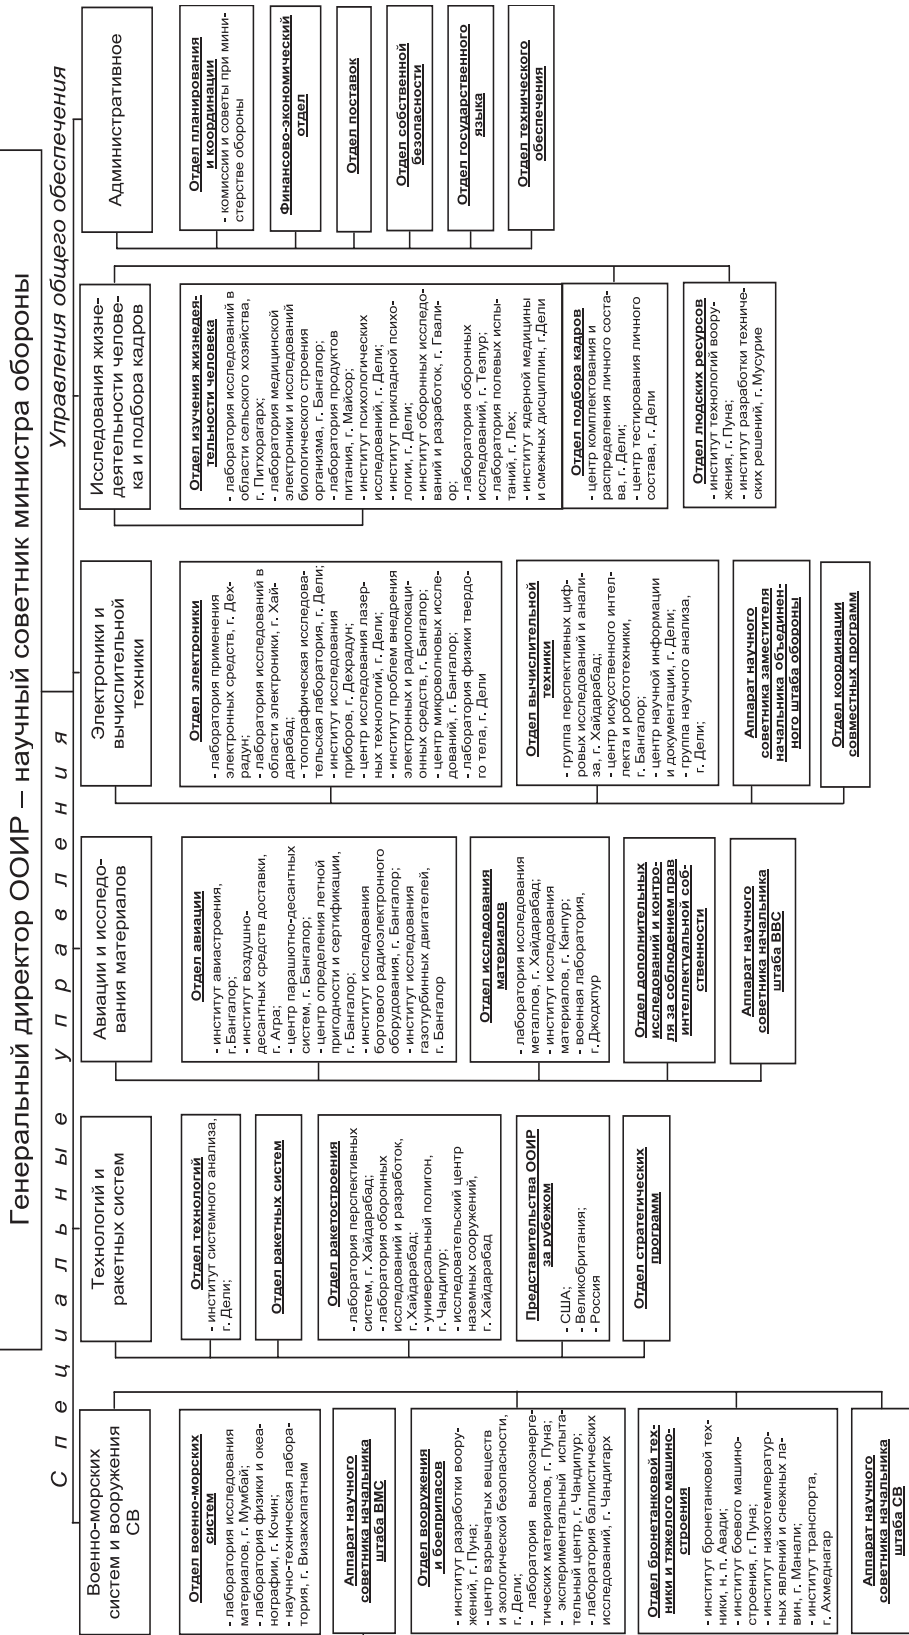 Генеральный директор ООИР – научный советник министра обороны
Специальные управления
Управления общего обеспечения
Военно-морских
систем и вооружения
СВ
Отдел военно-морских
систем
- лаборатория исследования
материалов, г. Мумбай;
-лаборатория физики и океа-
нографии, г. Кочин;
-научно-техническая лабора-
тория, г. Визакхапатнам
Аппарат научного
советника начальника
штаба ВМС
Отдел вооружения
и боеприпасов
- институт разработки воору-
жений, г. Пуна;
- центр взрывчатых веществ
и экологической безопасности,
г. Дели;
- лаборатория высокоэнерге-
тических материалов, г. Пуна;
- экспериментальный испыта-
тельный центр, г. Чандипур;
- лаборатория баллистических
исследований, г. Чандигарх
Отдел бронетанковой тех-
ники и тяжелого машино-
строения
- институт бронетанковой тех-
ники, н. п. Авади;
- институт боевого машино-
строения, г. Пуна;
- институт низкотемператур-
ных явлений и снежных ла-
вин, г. Манали;
- институт транспорта,
г. Ахмеднагар
Аппарат научного
советника начальника
штаба СВ
Технологий и
ракетных систем
Отдел технологий
- институт системного анализа,
г. Дели;
Отдел ракетных систем
Отдел ракетостроения
- лаборатория перспективных
систем, г. Хайдарабад;
- лаборатория оборонных
исследований и разработок,
г. Хайдарабад;
-универсальный полигон,
г. Чандипур;
- исследовательский центр
наземных сооружений,
г. Хайдарабад
Представительства ООИР
за рубежом
- США;
- Великобритания;
- Россия
Отдел стратегических
программ
Авиации и исследо-
вания материалов
Отдел авиации
- институт авиастроения,
г.Бангалор;
- институт воздушно-
десантных средств доставки,
г. Агра;
- центр парашютно-десантных
систем, г. Бангалор;
- центр определения летной
пригодности и сертификации,
г. Бангалор;
- институт исследования
бортового радиоэлектронного
оборудования, г. Бангалор;
- институт исследования
газотурбинных двигателей,
г. Бангалор
Отдел исследования
материалов
- лаборатория исследования
металлов, г. Хайдарабад;
- институт исследования
материалов, г. Канпур;
- военная лаборатория,
г. Джодхпур
Отдел дополнительных
исследований и контро-
ля за соблюдением прав
интеллектуальной соб-
ственности
Аппарат научного
советника начальника
штаба ВВС
Электроники и
вычислительной
техники
Отдел электроники
- лаборатория применения
электронных средств, г. Дех-
радун;
- лаборатория исследований в
области электроники, г. Хай-
дарабад;
- топографическая исследова-
тельская лаборатория, г. Дели;
- институт исследования
приборов, г. Дехрадун;
- центр исследования лазер-
ных технологий, г. Дели;
- институт проблем внедрения
электронных и радиолокаци-
онных средств, г. Бангалор;
- центр микроволновых иссле-
дований, г. Бангалор;
- лаборатория физики твердо-
го тела, г. Дели
Отдел вычислительной
техники
- группа перспективных циф-
ровых исследований и анали-
за, г. Хайдарабад;
- центр искусственного интел-
лекта и робототехники,
г. Бангалор;
- центр научной информации
и документации, г. Дели;
- группа научного анализа,
г. Дели;
Аппарат научного
советника заместителя
начальника объединен-
ного штаба обороны
Отдел координации
совместных программ
Исследования жизне-
деятельности челове-
ка и подбора кадров
Отдел изучения жизнедея-
тельности человека
- лаборатория исследований в
области сельского хозяйства,
г. Питхорагарх;
- лаборатория медицинской
электроники и исследований
биологического строения
организма, г. Бангалор;
- лаборатория продуктов
питания, г. Майсор;
- институт психологических
исследований, г. Дели;
- институт прикладной психо-
логии, г. Дели;
- институт оборонных исследо-
ваний и разработок, г. Гвали-
ор;
- лаборатория оборонных
исследований, г. Тезпур;
- лаборатория полевых испы-
таний, г. Лех;
- институт ядерной медицины
и смежных дисциплин, г.Дели
Отдел подбора кадров
- центр комплектования и
распределения личного соста-
ва, г. Дели;
- центр тестирования личного
состава, г. Дели
Отдел людских ресурсов
- институт технологий воору-
жения, г. Пуна;
- институт разработки техниче-
ских решений, г. Мусурие
Административное
Отдел планирования
и координации
- комиссии и советы при мини-
стерстве обороны
Финансово-экономический
отдел
Отдел поставок
Отдел собственной
безопасности
Отдел государственного
языка
Отдел технического
обеспечения